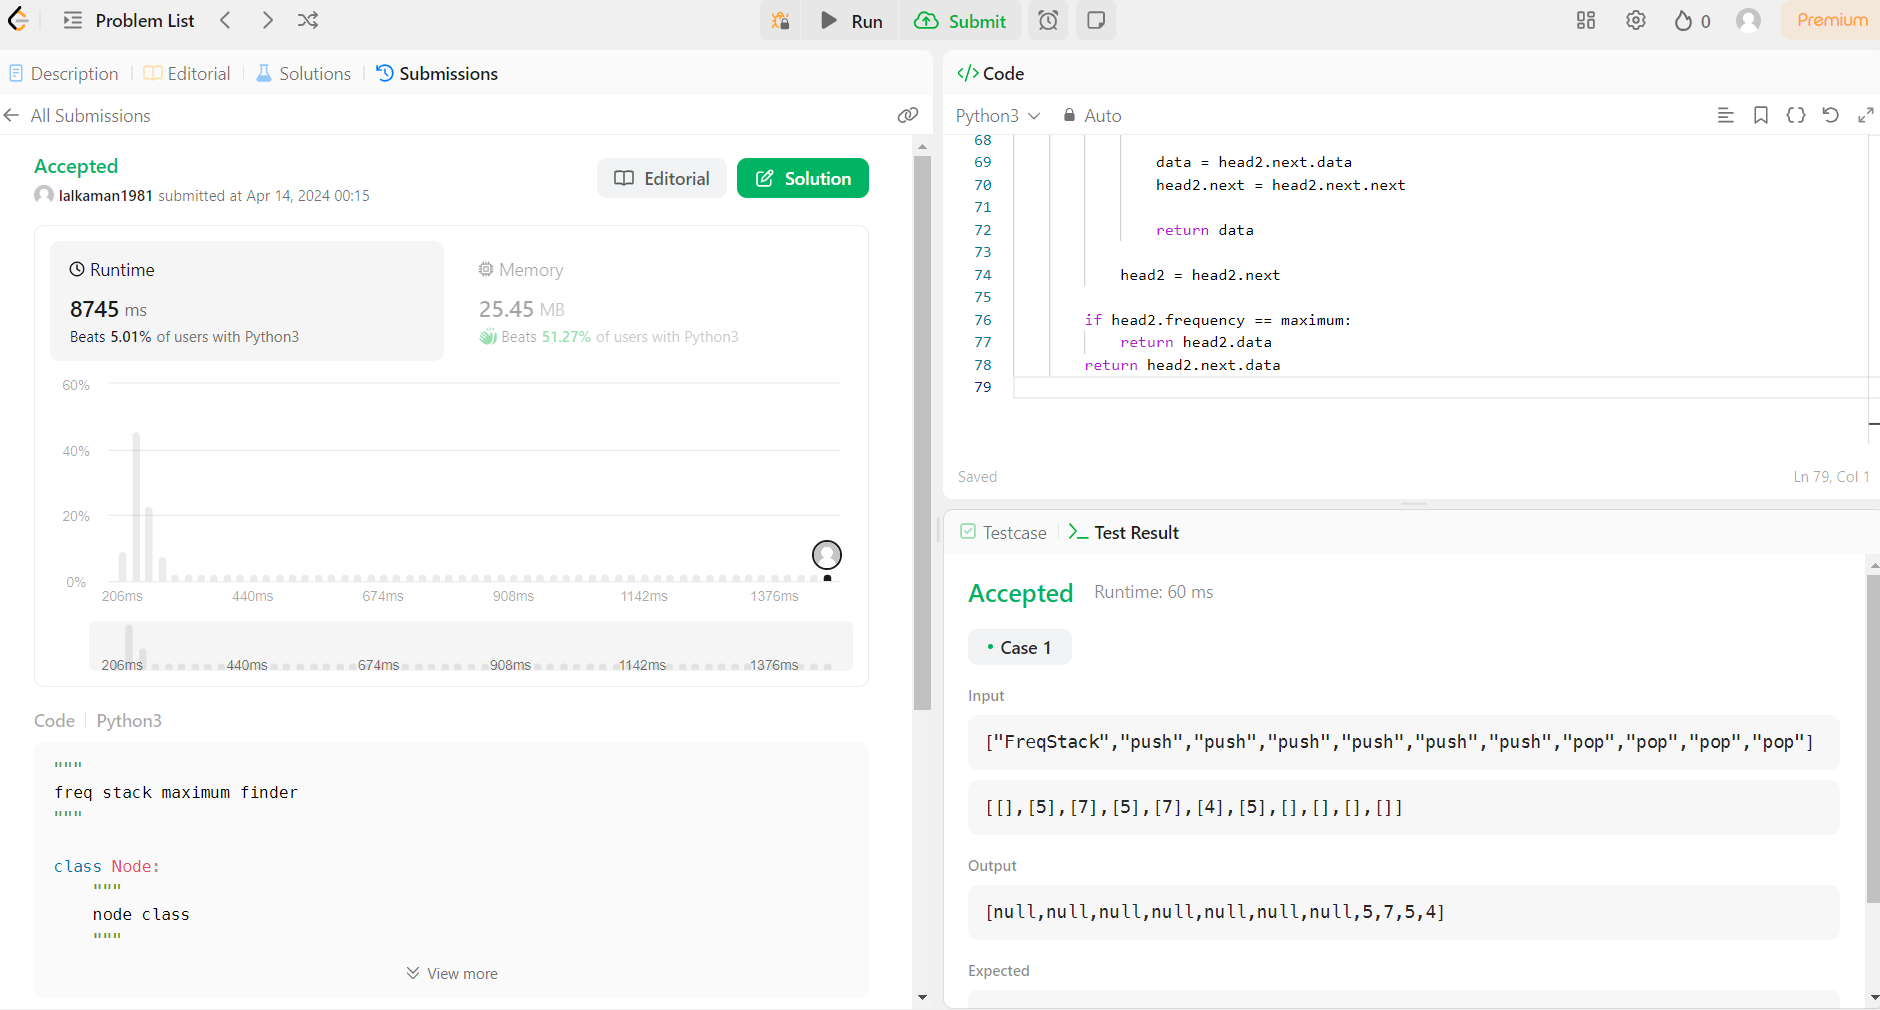 Problem List
Run
Submit
0
Premium
Description
Editorial
Solutions
Submissions
All Submissions
Accepted
lalkaman1981 submitted at Apr 14, 2024 00:15
Editorial
Solution
Runtime
8745 ms
Beats 5.01% of users with Python3
Memory
25.45 MB
Beats 51.27% of users with Python3
60%
40%
20%
0%
206ms 440ms 674ms 908ms 1142ms 1376ms
206ms 440ms 674ms 908ms 1142ms 1376ms
Code Python3
"""
freq stack maximum finder
"""
class Node:
"""
node class
"""
View more
</> Code
Python3
Auto
68
69 data = head2.next.data
70 head2.next = head2.next.next
71
72 return data
73
74 head2 = head2.next
75
76 if head2.frequency == maximum:
77 return head2.data
78 return head2.next.data
79
Saved
Ln 79, Col 1
Testcase
Test Result
Accepted Runtime: 60 ms
Case 1
Input
["FreqStack","push","push","push","push","push","push","pop","pop","pop","pop"]
[[],[5],[7],[5],[7],[4],[5],[],[],[],[]]
Output
[null,null,null,null,null,null,null,5,7,5,4]
Expected